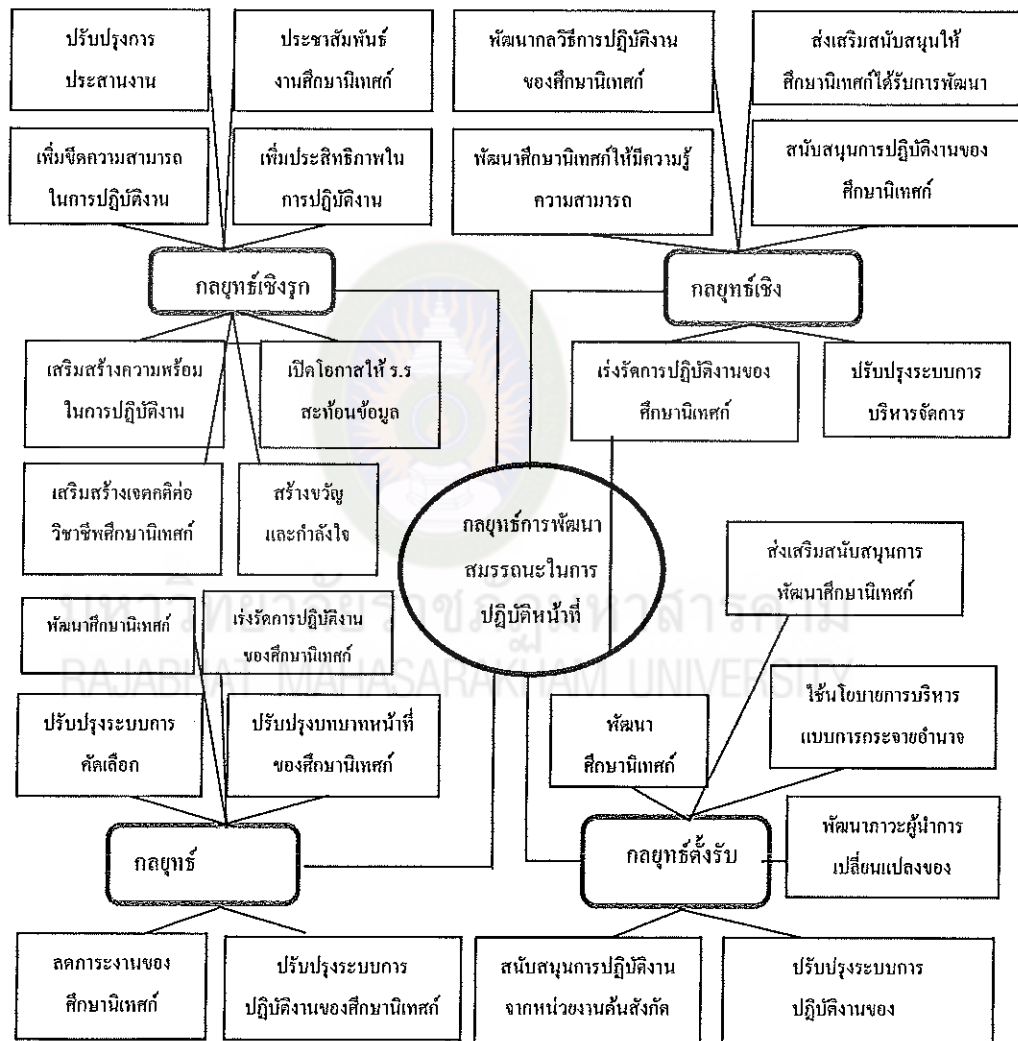 ปรับปรุงการ
ประสานงาน
ประชาสัมพันธ์
งานศึกษานิเทศก์
พัฒนากลวิธีการปฏิบัติงาน
ของศึกษานิเทศก์
ส่งเสริมสนับสนุนให้
ศึกษานิเทศก์ได้รับการพัฒนา
เพิ่มขีดความสามารถ
ในการปฏิบัติงาน
เพิ่มประสิทธิภาพใน
การปฏิบัติงาน
พัฒนาศึกษานิเทศก์ให้มีความรู้
ความสามารถ
สนับสนุนการปฏิบัติงานของ
ศึกษานิเทศก์
กลยุทธ์เชิงรุก
กลยุทธ์เชิง
เสริมสร้างความพร้อม
ในการปฏิบัติงาน
เปิดโอกาสให้ ร.ร
สะท้อนข้อมูล
เร่งรัดการปฏิบัติงานของ
ศึกษานิเทศก์
ปรับปรุงระบบการ
บริหารจัดการ
เสริมสร้างเจตคติต่อ
วิชาชีพศึกษานิเทศก์
สร้างขวัญ
และกำลังใจ
กลยุทธ์การพัฒนา
สมรรถนะในการ
ปฏิบัติหน้าที่
ส่งเสริมสนับสนุนการ
พัฒนาศึกษานิเทศก์
มหาวิทยาลัยราชภัฏมหาสารคาม
RAJABHAT MAHASARAKHAM UNIVERSITY
พัฒนาศึกษานิเทศก์
เร่งรัดการปฏิบัติงาน
ของศึกษานิเทศก์
ปรับปรุงระบบการ
คัดเลือก
ปรับปรุงบทบาทหน้าที่
ของศึกษานิเทศก์
พัฒนา
ศึกษานิเทศก์
ใช้นโยบายการบริหาร
แบบการกระจายอำนาจ
กลยุทธ์
กลยุทธ์ตั้งรับ
พัฒนาภาวะผู้นำการ
เปลี่ยนแปลงของ
ลดภาระงานของ
ศึกษานิเทศก์
ปรับปรุงระบบการ
ปฏิบัติงานของศึกษานิเทศก์
สนับสนุนการปฏิบัติงาน
จากหน่วยงานต้นสังกัด
ปรับปรุงระบบการ
ปฏิบัติงานของ